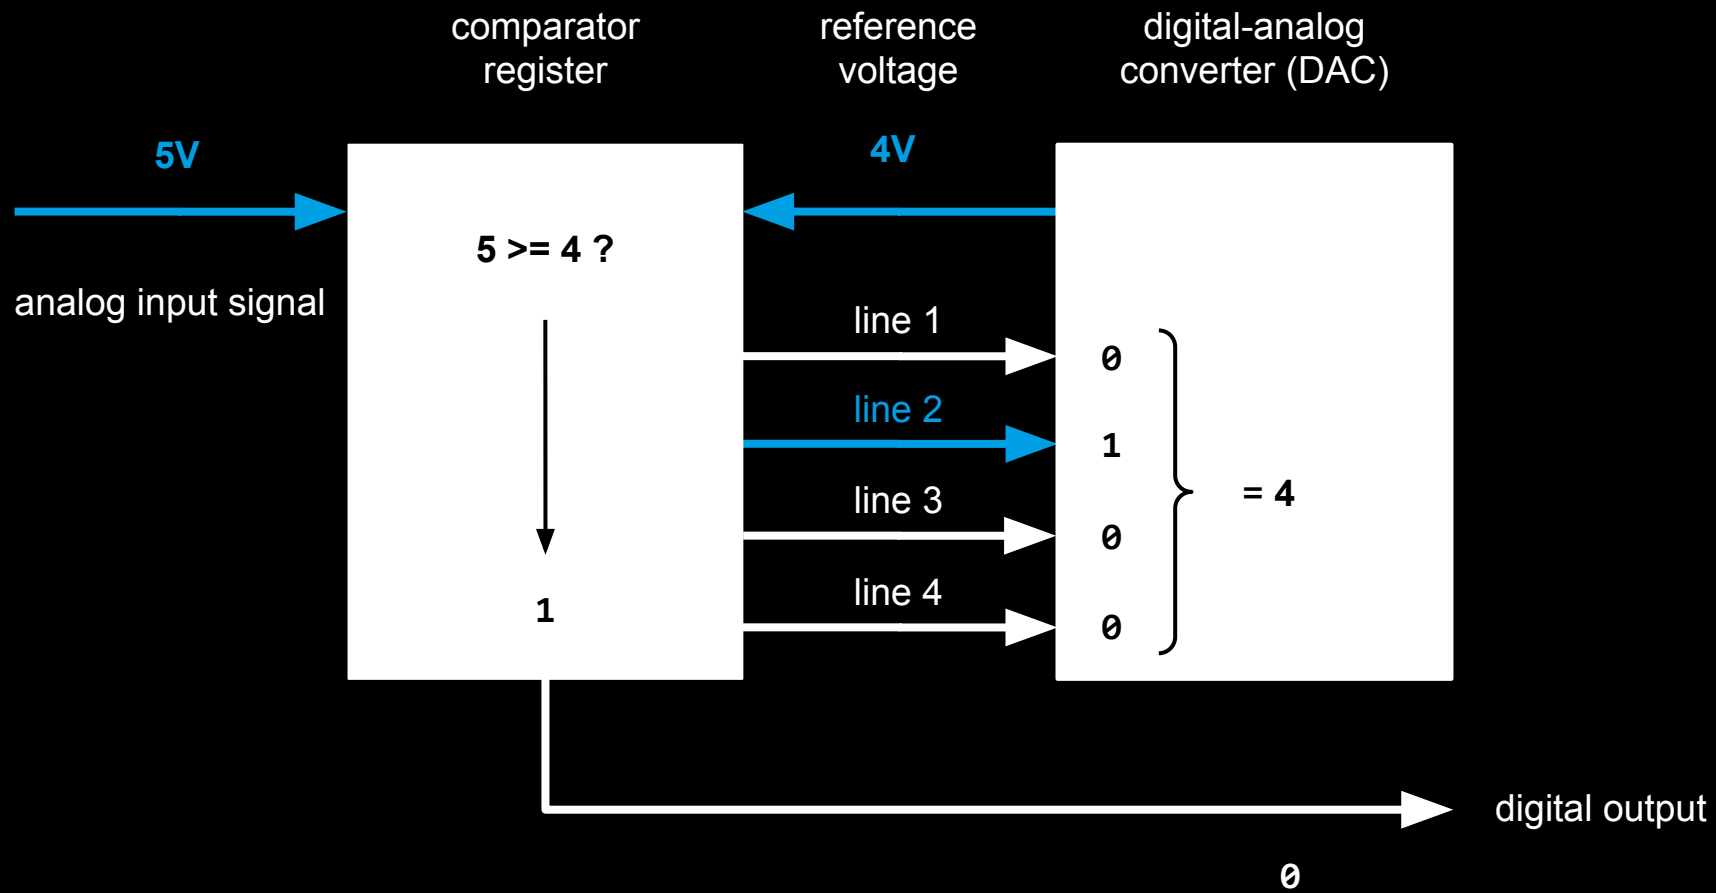 comparator
register
reference
voltage
digital-analog
converter (DAC)
5V
4V
5 >= 4 ?
analog input signal
line 1
0
line 2
1
line 3
= 4
0
line 4
1
0
digital output
0